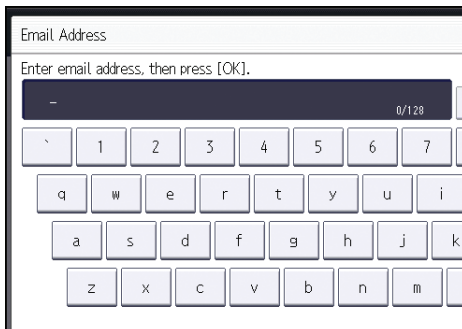 Email Address
Enter email address, then press [OK].
_ 0/128
` 1 2 3 4 5 6 7
q w e r t y u i
a s d f g h j k
z x c v b n m